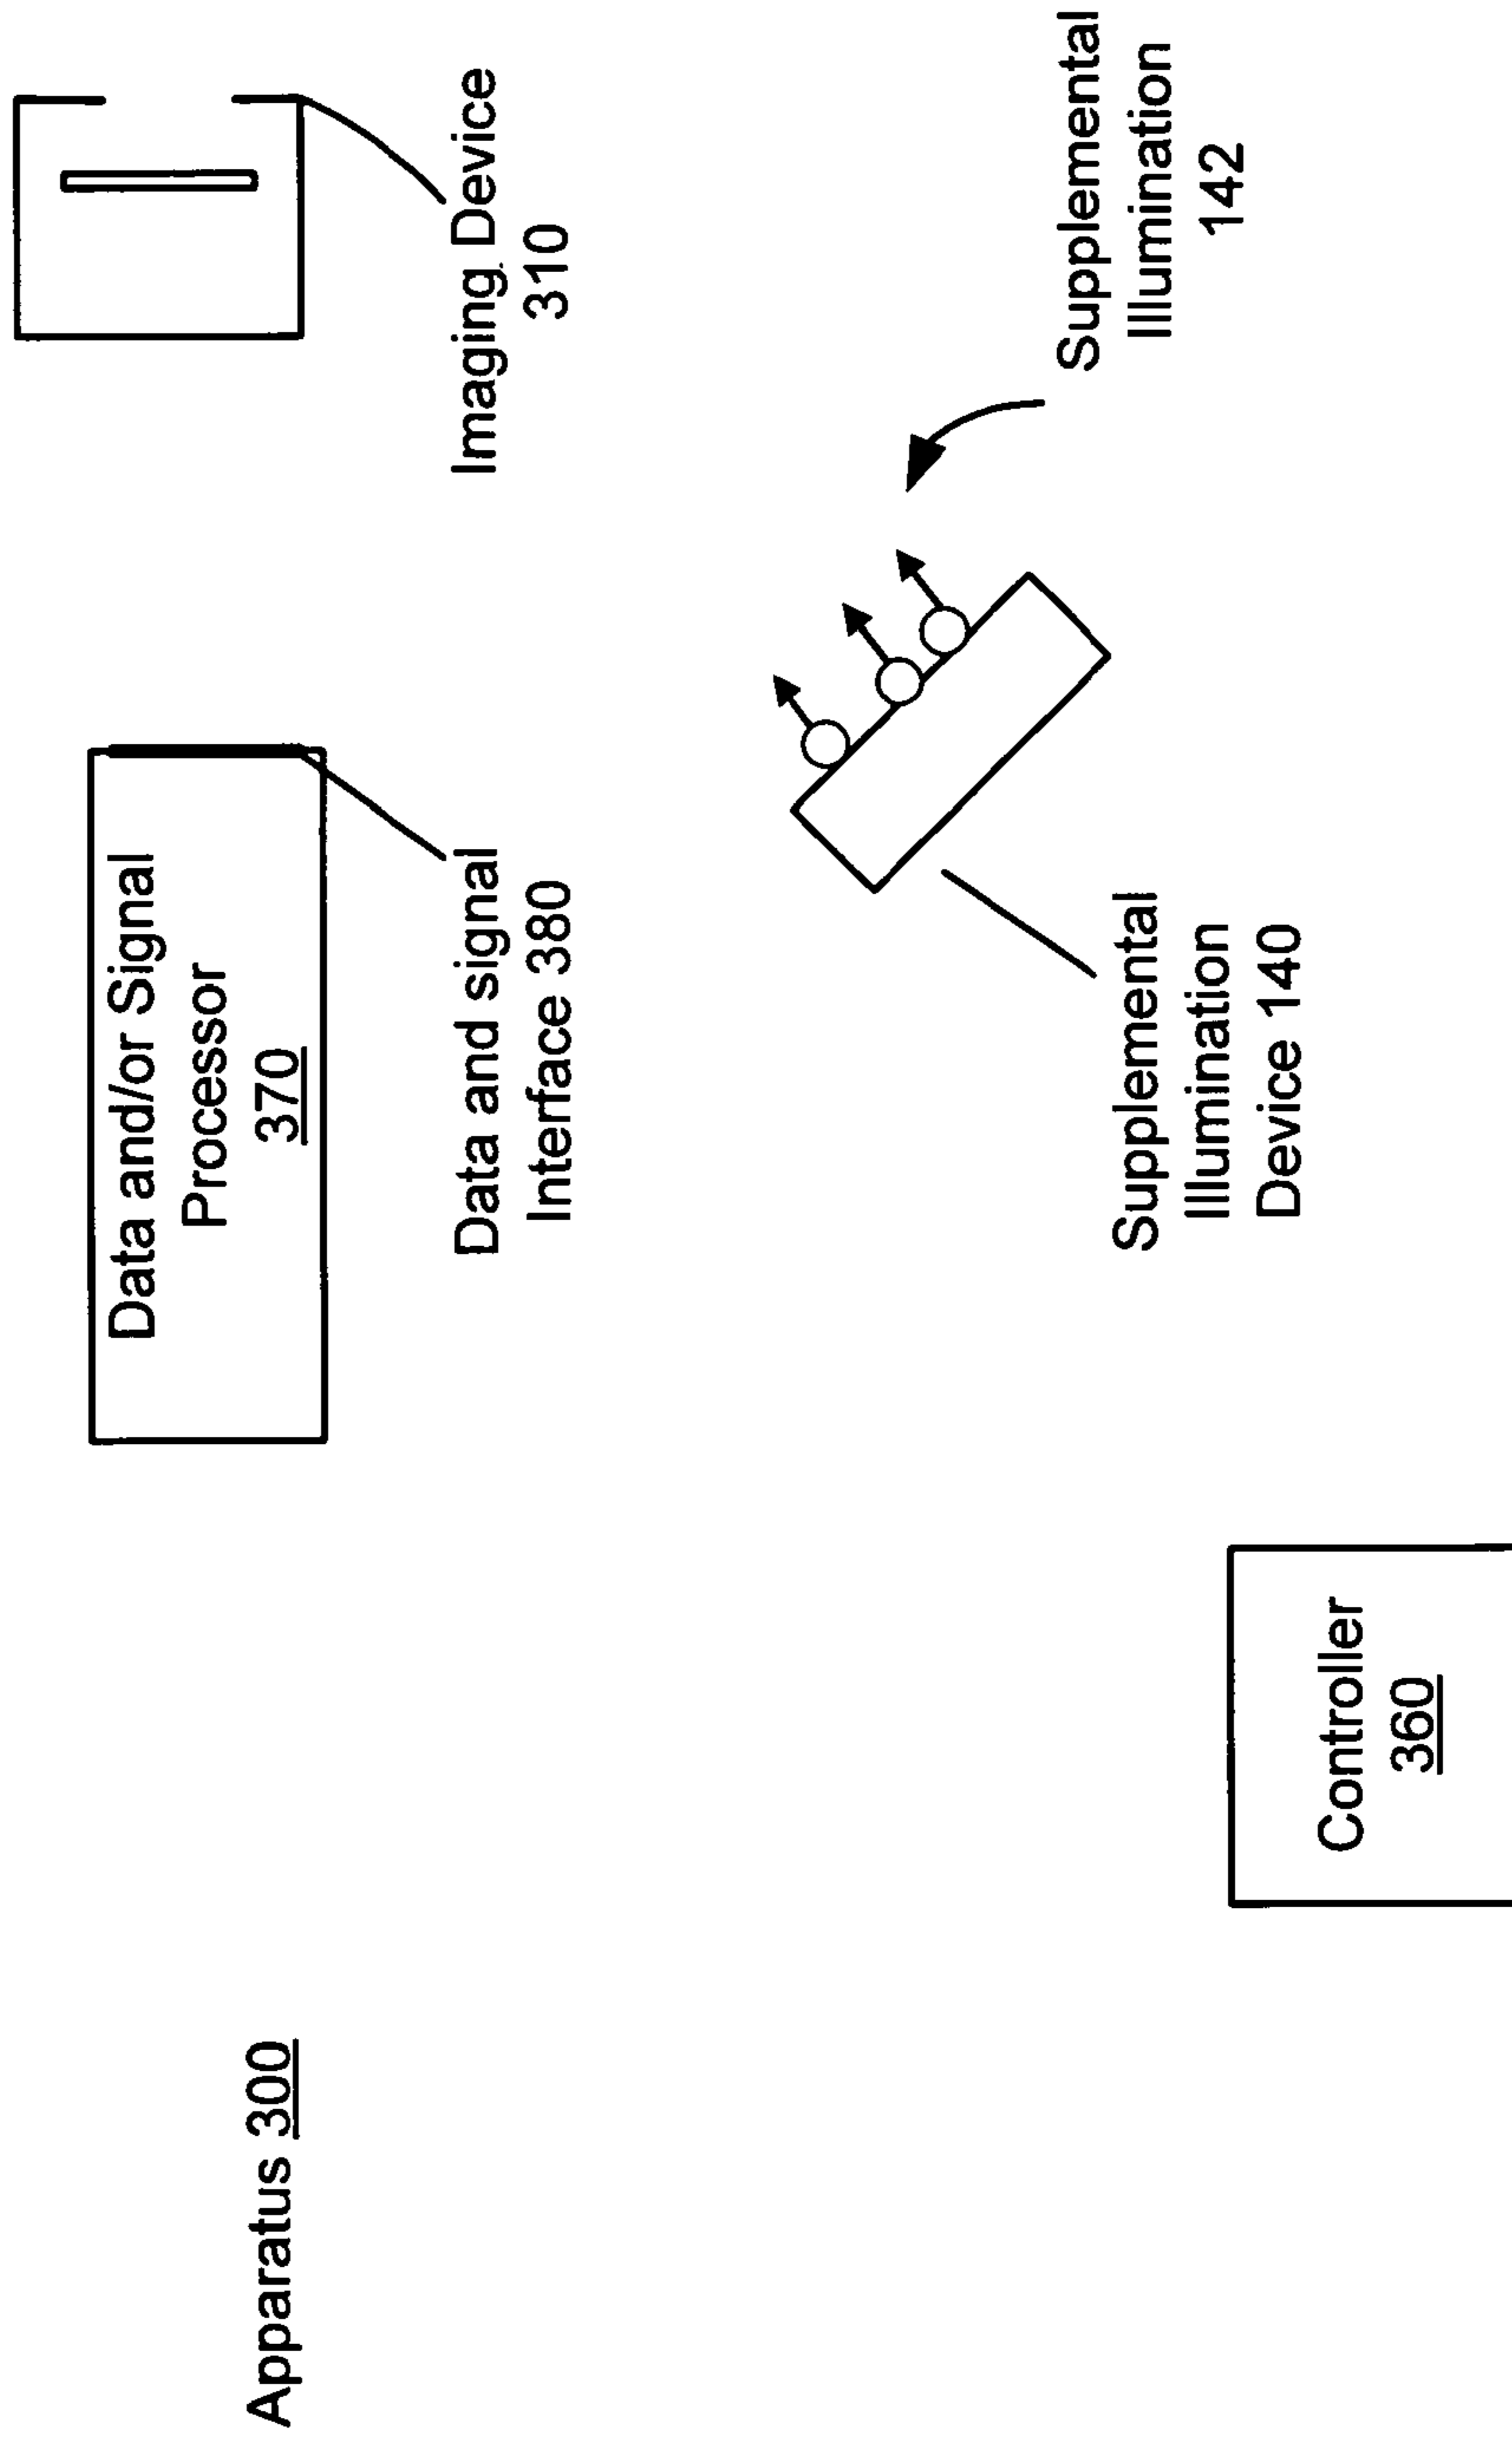 Apparatus 300
Data and/or Signal
Processor
370
Data and signal
Interface 380
Imaging Device
310
Supplemental
Illumination
142
Supplemental
Illumination
Device 140
Controller
360